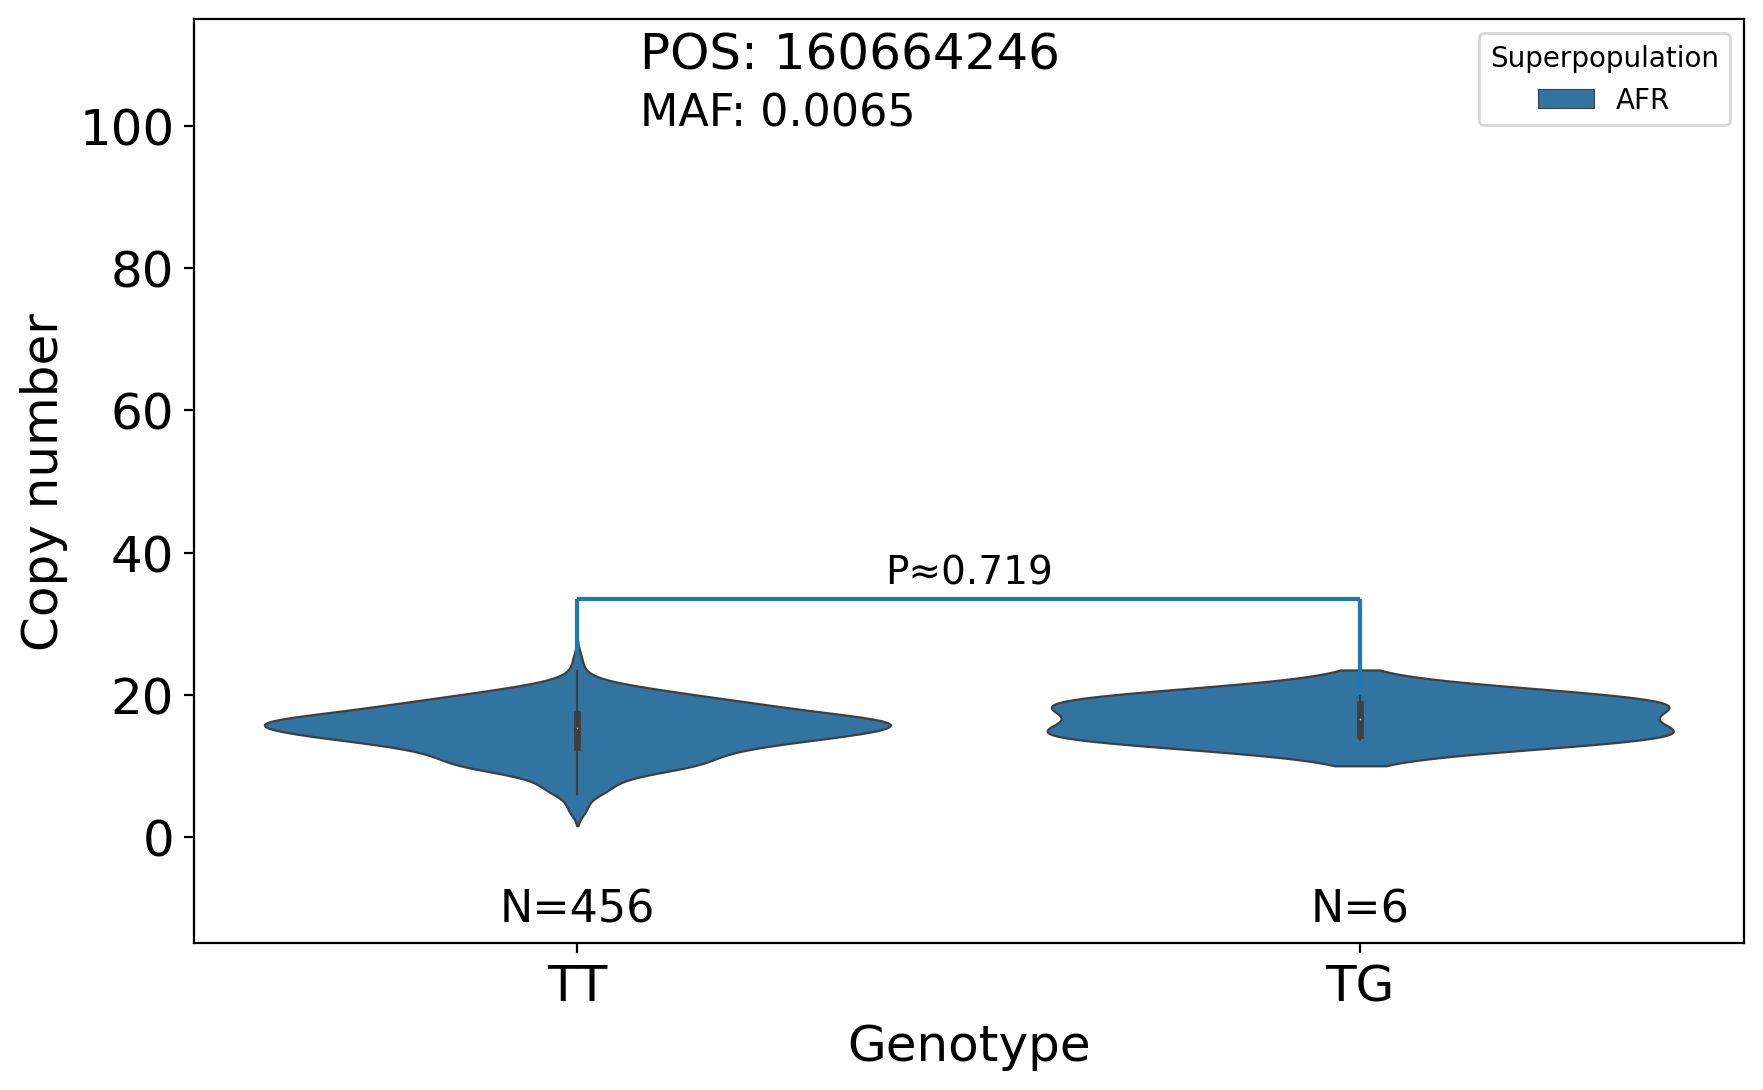 POS: 160664246
MAF: 0.0065
Superpopulation
AFR
100
80
60
40
20
0
Copy number
P≈0.719
N=456
N=6
TT
TG
Genotype